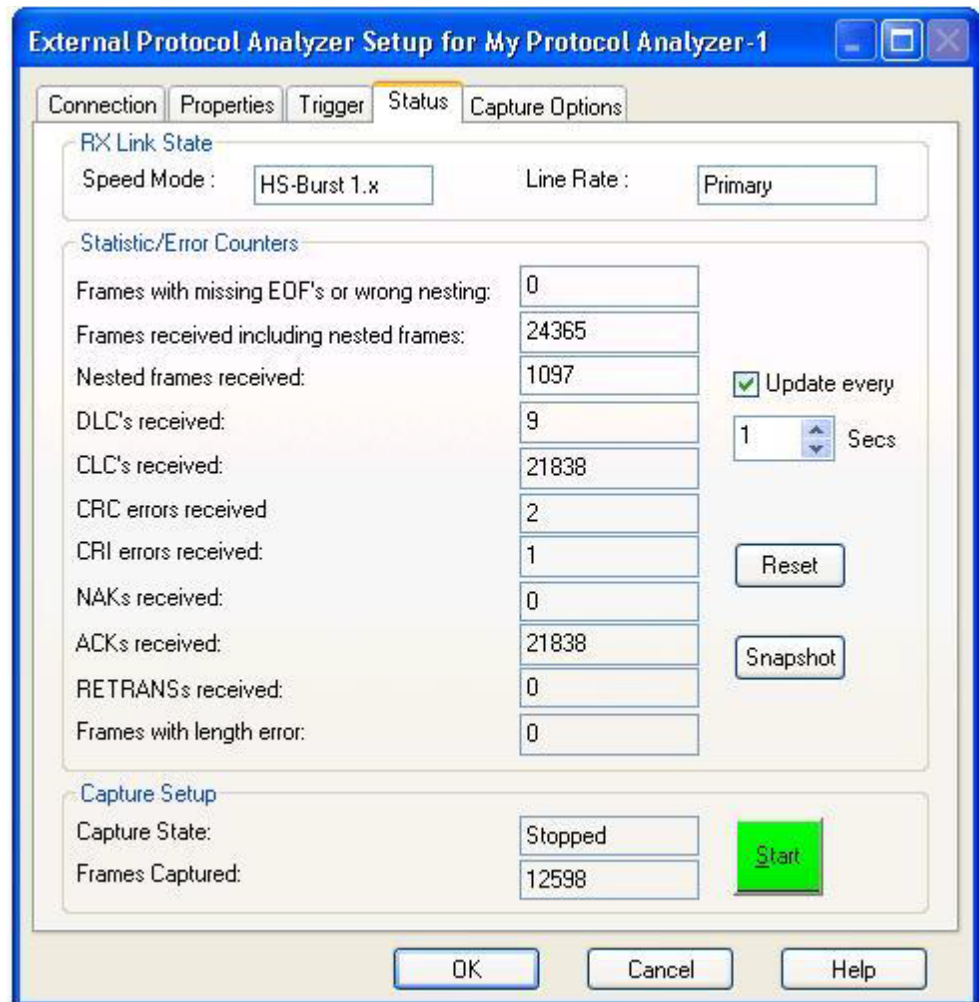 External Protocol Analyzer Setup for My Protocol Analyzer-1
Connection Properties Trigger Status Capture Options
RX Link State
Speed Mode : HS-Burst 1.x Line Rate : Primary
Statistic/Error Counters
Frames with missing EOF's or wrong nesting: 0
Frames received including nested frames: 24365
Nested frames received: 1097
Update every
DLC's received: 9
1 Secs
CLC's received: 21838
CRC errors received 2
CRI errors received: 1
Reset
NAKs received: 0
ACKs received: 21838
Snapshot
RETRANSs received: 0
Frames with length error: 0
Capture Setup
Capture State: Stopped
Start
Frames Captured: 12598
OK Cancel Help